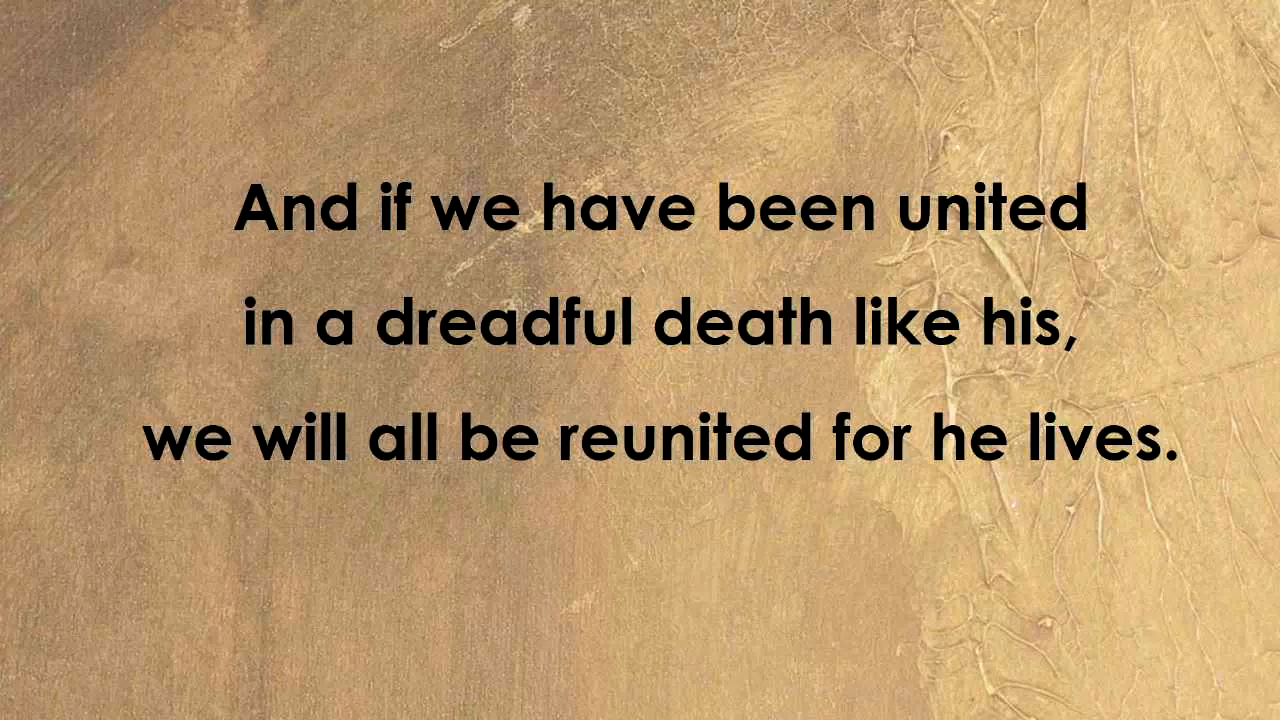 And if we have been united
in a dreadful death like his,
we will all be reunited for he lives.